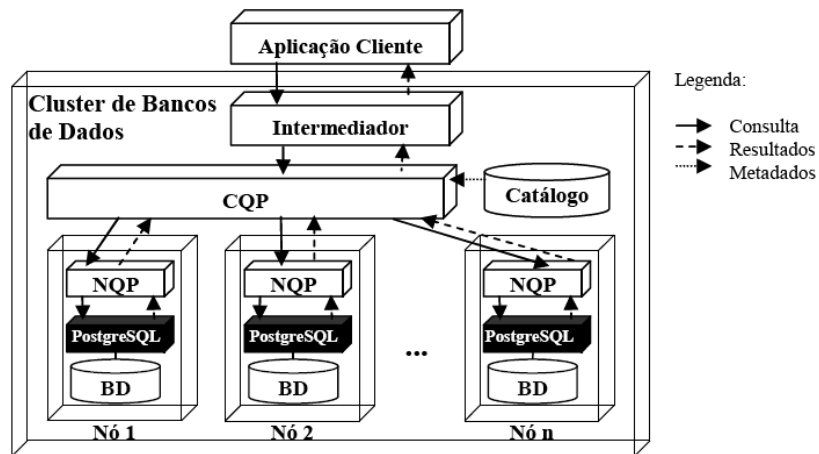 Aplicação Cliente
Cluster de Bancos
de Dados
Intermediador
CQP
Catálogo
NQP
PostgreSQL
BD
Nó 1
NQP
PostgreSQL
BD
Nó 2
...
NQP
PostgreSQL
BD
Nó n
Legenda:
Consulta
Resultados
Metadados